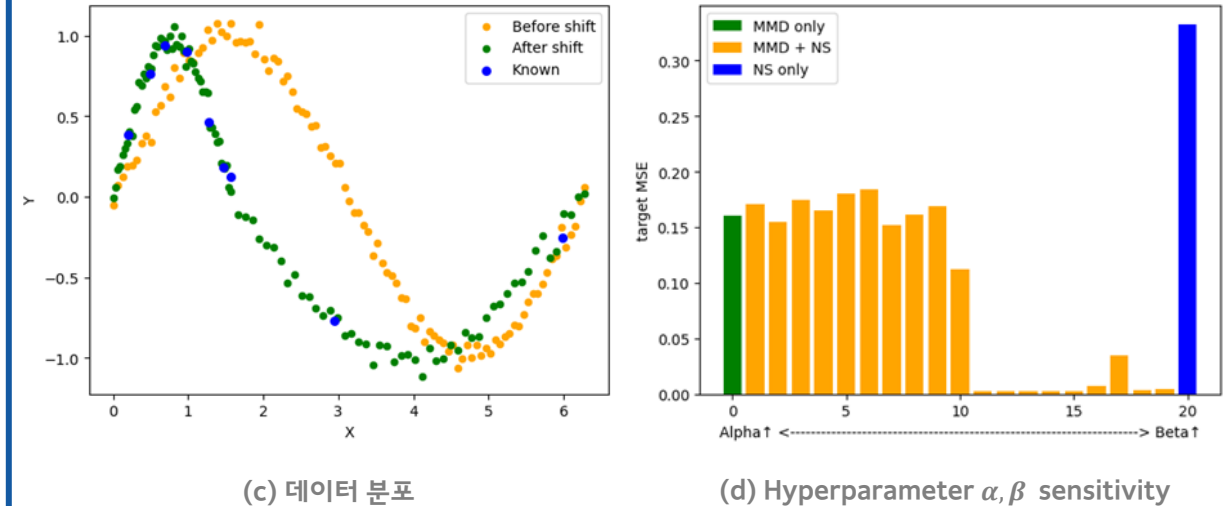 Before shift
After shift
Known
1.0
0.5
0.0
−0.5
−1.0
Y
0 1 2 3 4 5 6
X
(c) 데이터 분포
MMD only
MMD + NS
NS only
0.30
0.25
0.20
0.15
0.10
0.05
0.00
target MSE
0 5 10 15 20
Alpha↑ <------------------------------------------------------------> Beta↑
(d) Hyperparameter α, β sensitivity